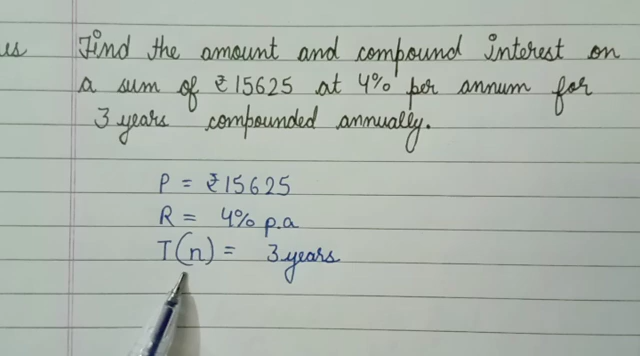 Find the amount and compound interest on
a sum of ₹15625 at 4% per annum for
3 years compounded annually.
P = ₹15625
R = 4% p.a
T(n) = 3 years